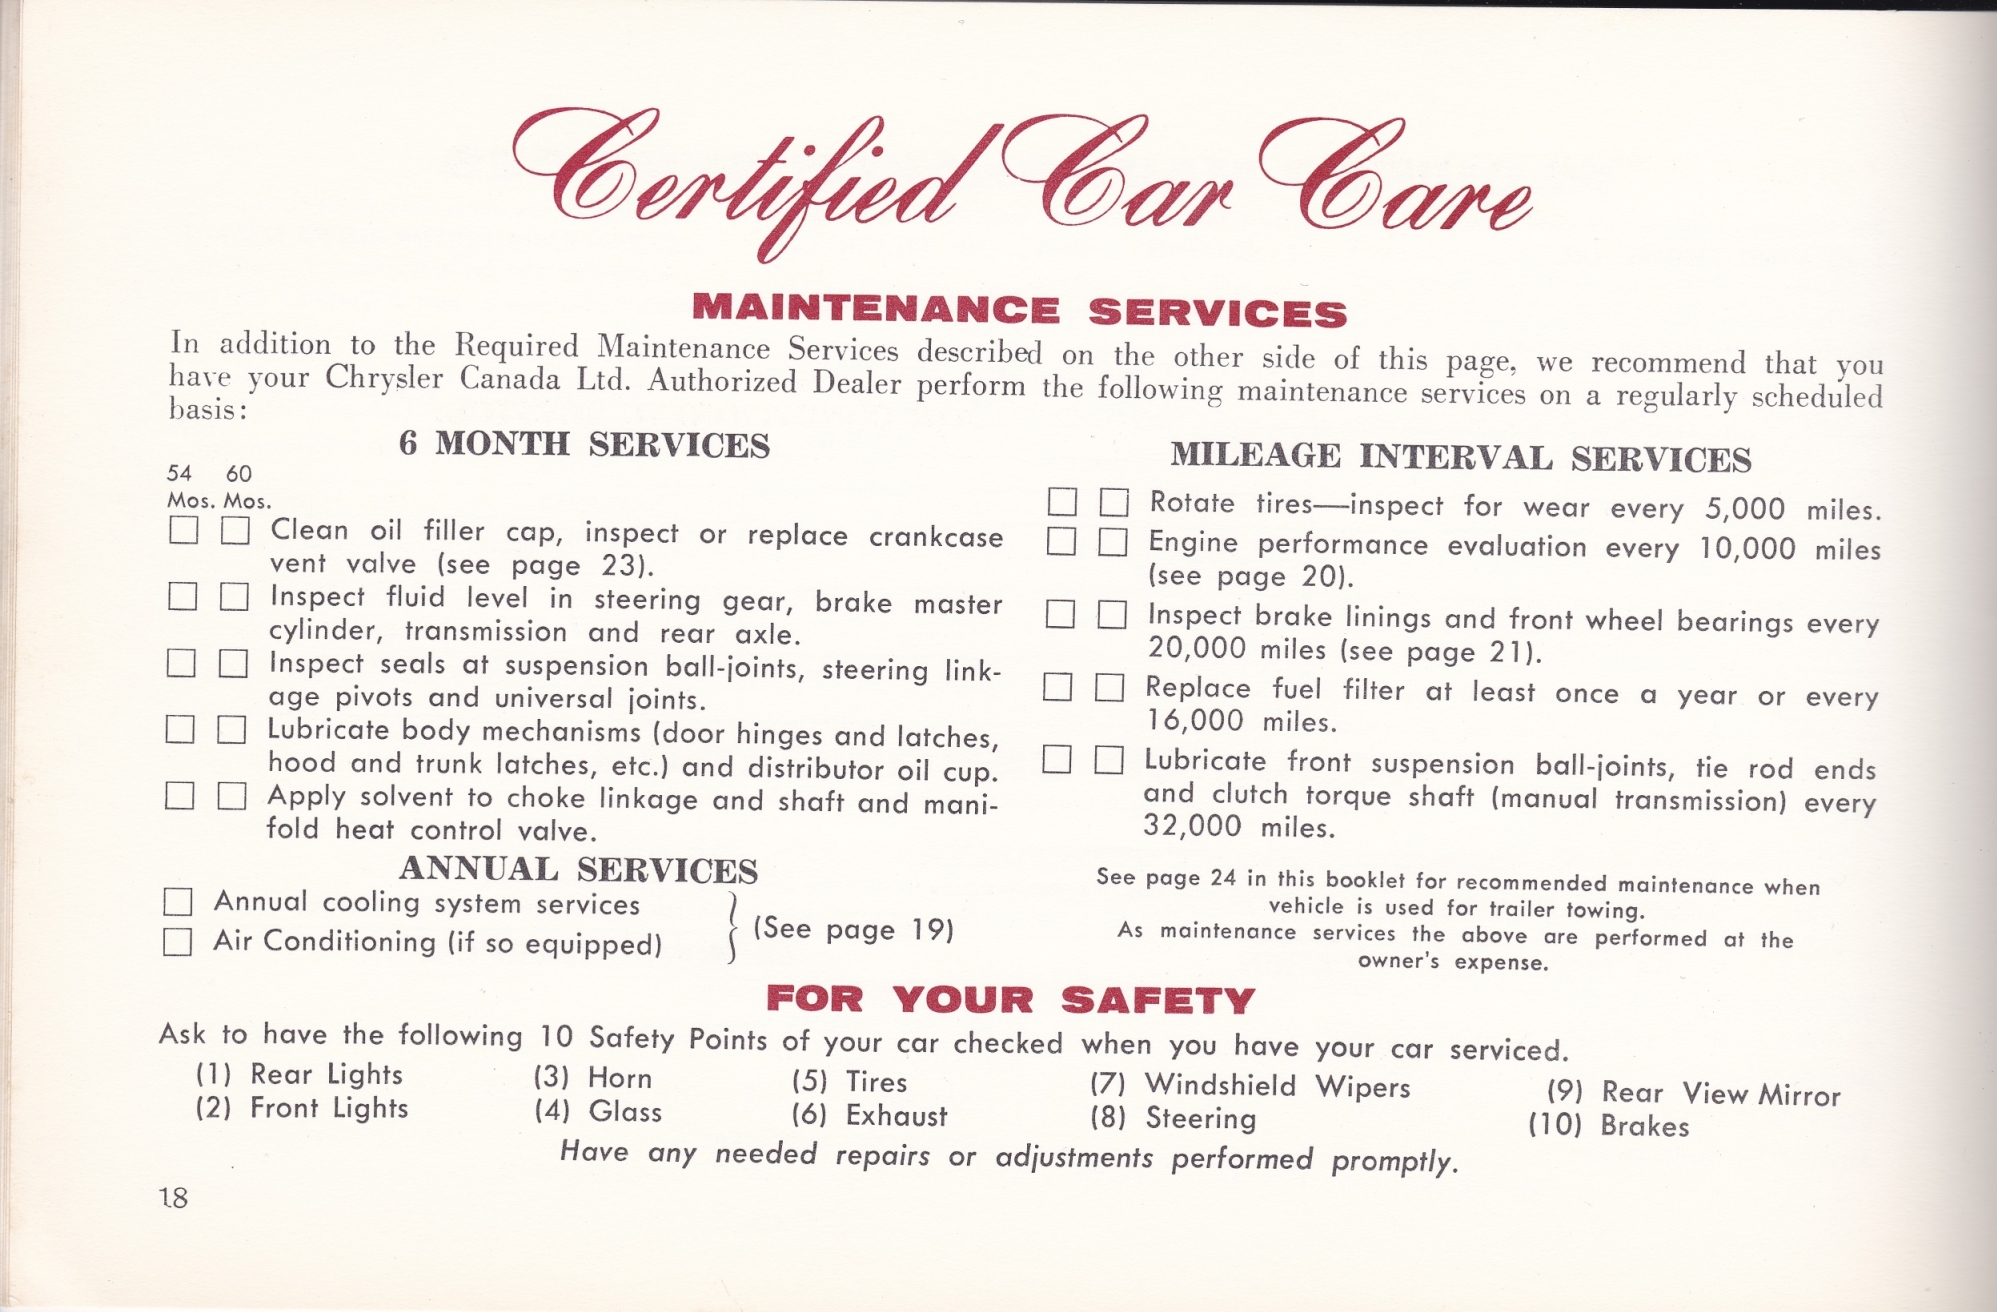 Certified Car Care
MAINTENANCE SERVICES
In addition to the Required Maintenance Services described on the other side of this page, we recommend that you
have your Chrysler Canada Ltd. Authorized Dealer perform the following maintenance services on a regularly scheduled
basis:
6 MONTH SERVICES
54 60
Mos. Mos.
Clean oil filler cap, inspect or replace crankcase
vent valve (see page 23).
Inspect fluid level in steering gear, brake master
cylinder, transmission and rear axle.
Inspect seals at suspension ball-joints, steering link-
age pivots and universal joints.
Lubricate body mechanisms (door hinges and latches,
hood and trunk latches, etc.) and distributor oil cup.
Apply solvent to choke linkage and shaft and mani-
fold heat control valve.
ANNUAL SERVICES
Annual cooling system services
Air Conditioning (if so equipped)
(See page 19)
MILEAGE INTERVAL SERVICES
Rotate tires—inspect for wear every 5,000 miles.
Engine performance evaluation every 10,000 miles
(see page 20).
Inspect brake linings and front wheel bearings every
20,000 miles (see page 21).
Replace fuel filter at least once a year or every
16,000 miles.
Lubricate front suspension ball-joints, tie rod ends
and clutch torque shaft (manual transmission) every
32,000 miles.
See page 24 in this booklet for recommended maintenance when
vehicle is used for trailer towing.
As maintenance services the above are performed at the
owner's expense.
FOR YOUR SAFETY
Ask to have the following 10 Safety Points of your car checked when you have your car serviced.
(1) Rear Lights (3) Horn (5) Tires (7) Windshield Wipers (9) Rear View Mirror
(2) Front Lights (4) Glass (6) Exhaust (8) Steering (10) Brakes
Have any needed repairs or adjustments performed promptly.
18